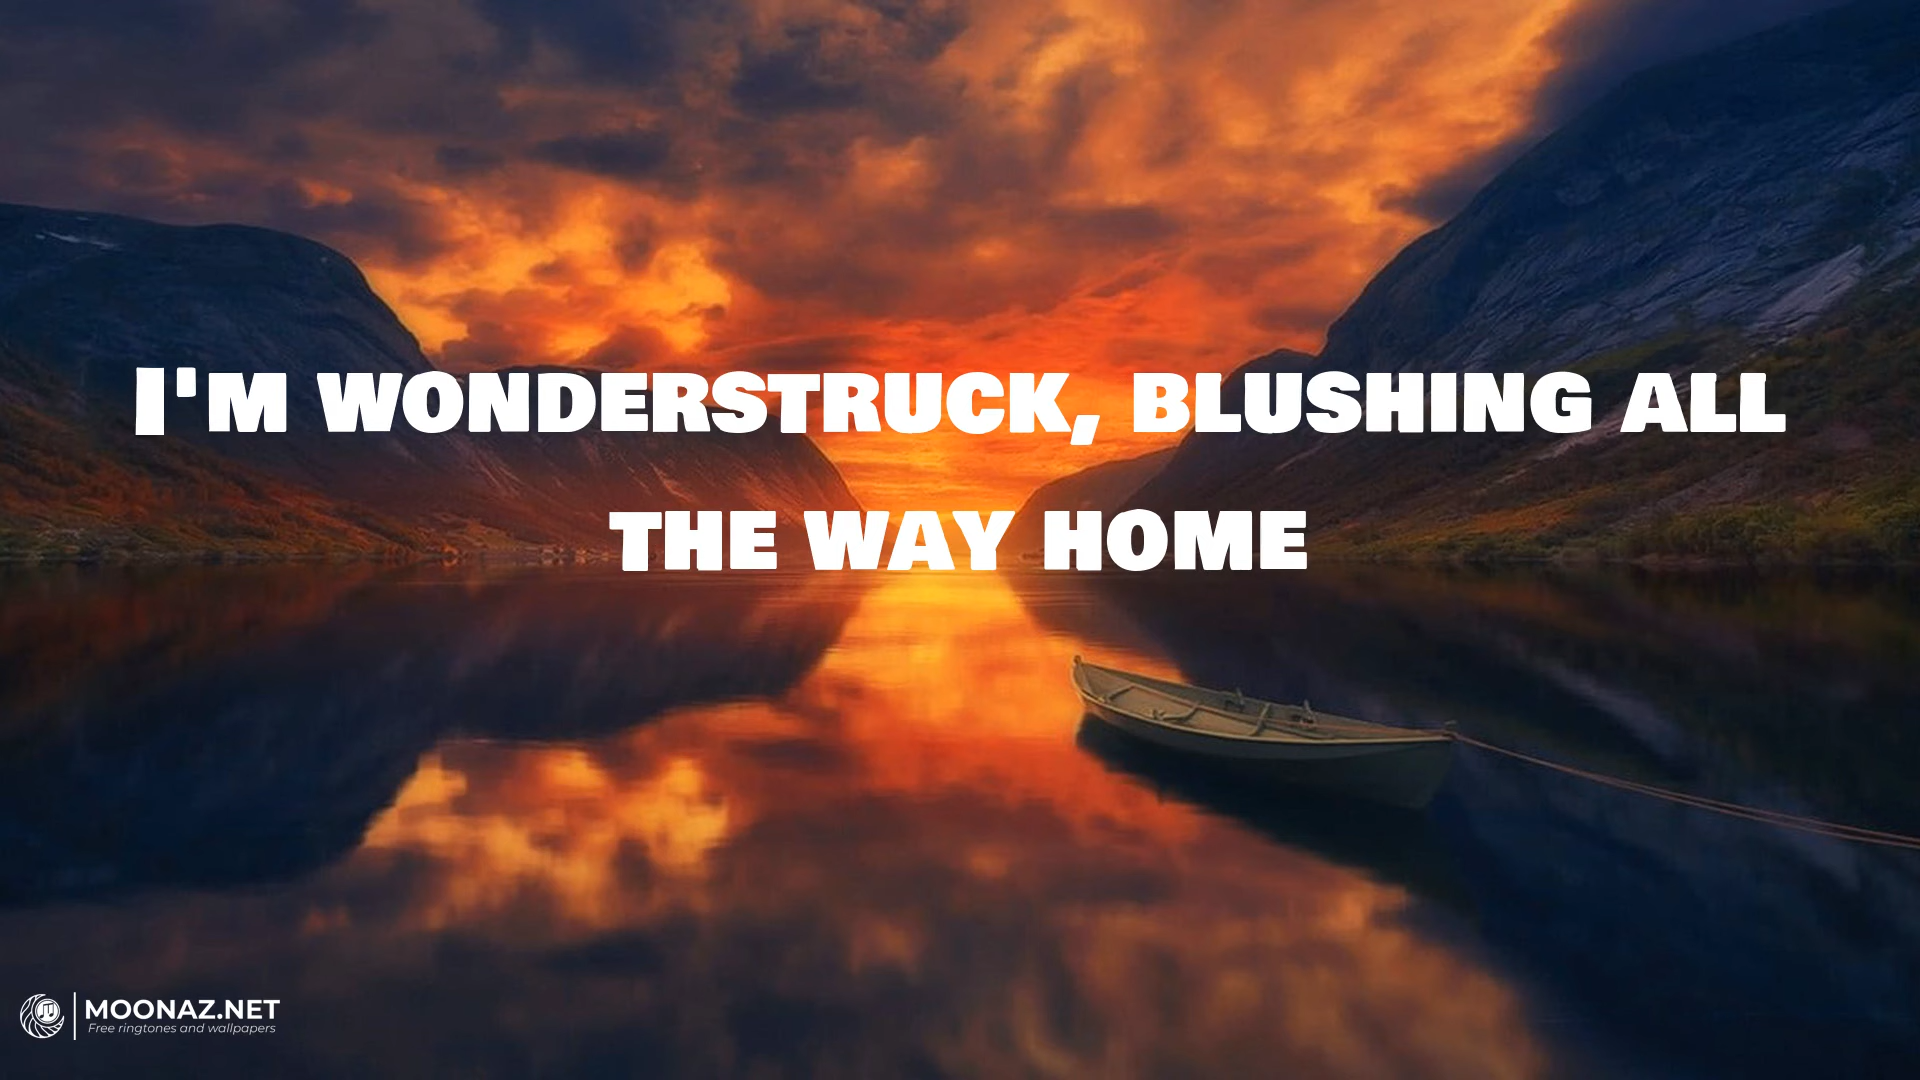 I'm wonderstruck, blushing all
the way home
MOONAZ.NET
Free ringtones and wallpapers